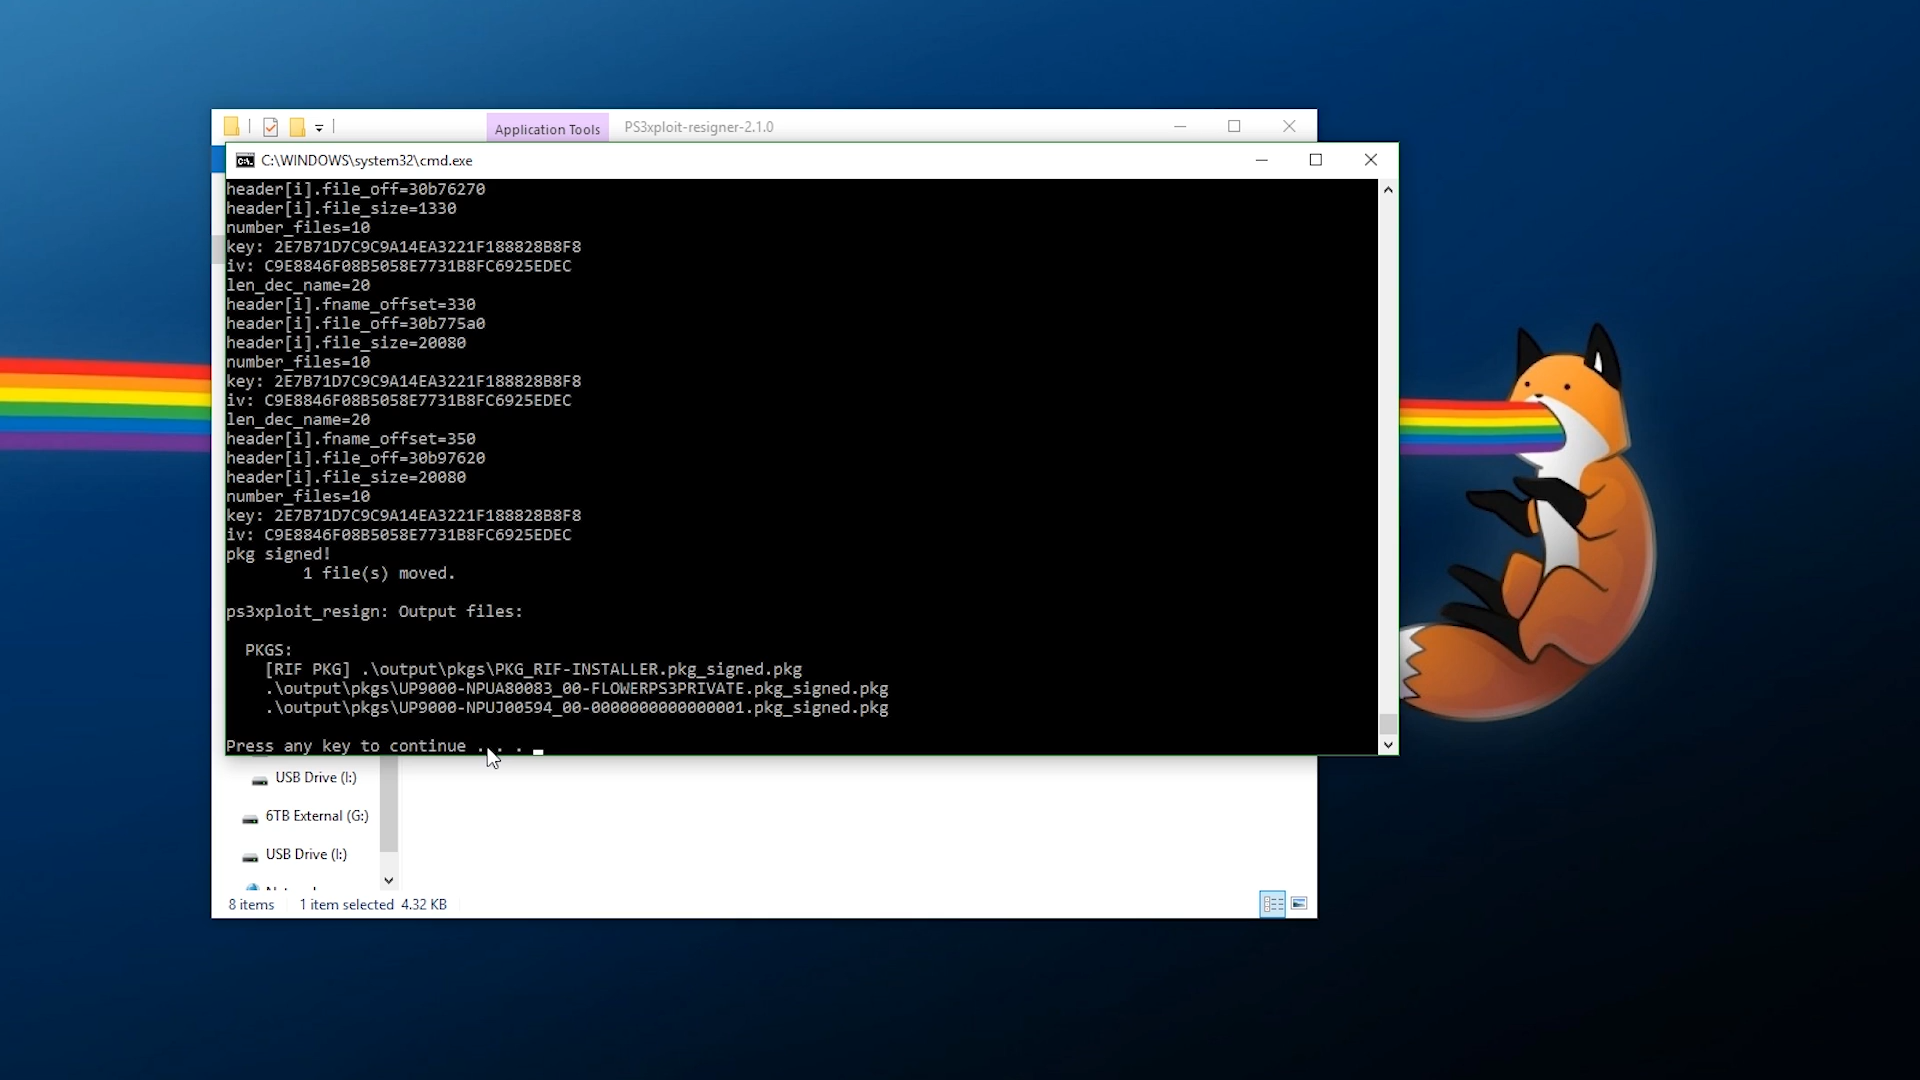 Application Tools PS3xploit-resigner-2.1.0
C:\WINDOWS\system32\cmd.exe
header[i].file_off=30b76270
header[i].file_size=1330
number_files=10
key: 2E7B71D7C9C9A14EA3221F188828B8F8
iv: C9E8846F08B5058E7731B8FC6925EDEC
len_dec_name=20
header[i].fname_offset=330
header[i].file_off=30b775a0
header[i].file_size=20080
number_files=10
key: 2E7B71D7C9C9A14EA3221F188828B8F8
iv: C9E8846F08B5058E7731B8FC6925EDEC
len_dec_name=20
header[i].fname_offset=350
header[i].file_off=30b97620
header[i].file_size=20080
number_files=10
key: 2E7B71D7C9C9A14EA3221F188828B8F8
iv: C9E8846F08B5058E7731B8FC6925EDEC
pkg signed!
1 file(s) moved.
ps3xploit_resign: Output files:
PKGS:
[RIF PKG] .\output\pkgs\PKG_RIF-INSTALLER.pkg_signed.pkg
.\output\pkgs\UP9000-NPUA80083_00-FLOWERPS3PRIVATE.pkg_signed.pkg
.\output\pkgs\UP9000-NPUJ00594_00-0000000000000001.pkg_signed.pkg
Press any key to continue . . .
USB Drive (I:)
6TB External (G:)
USB Drive (I:)
8 items 1 item selected 4.32 KB